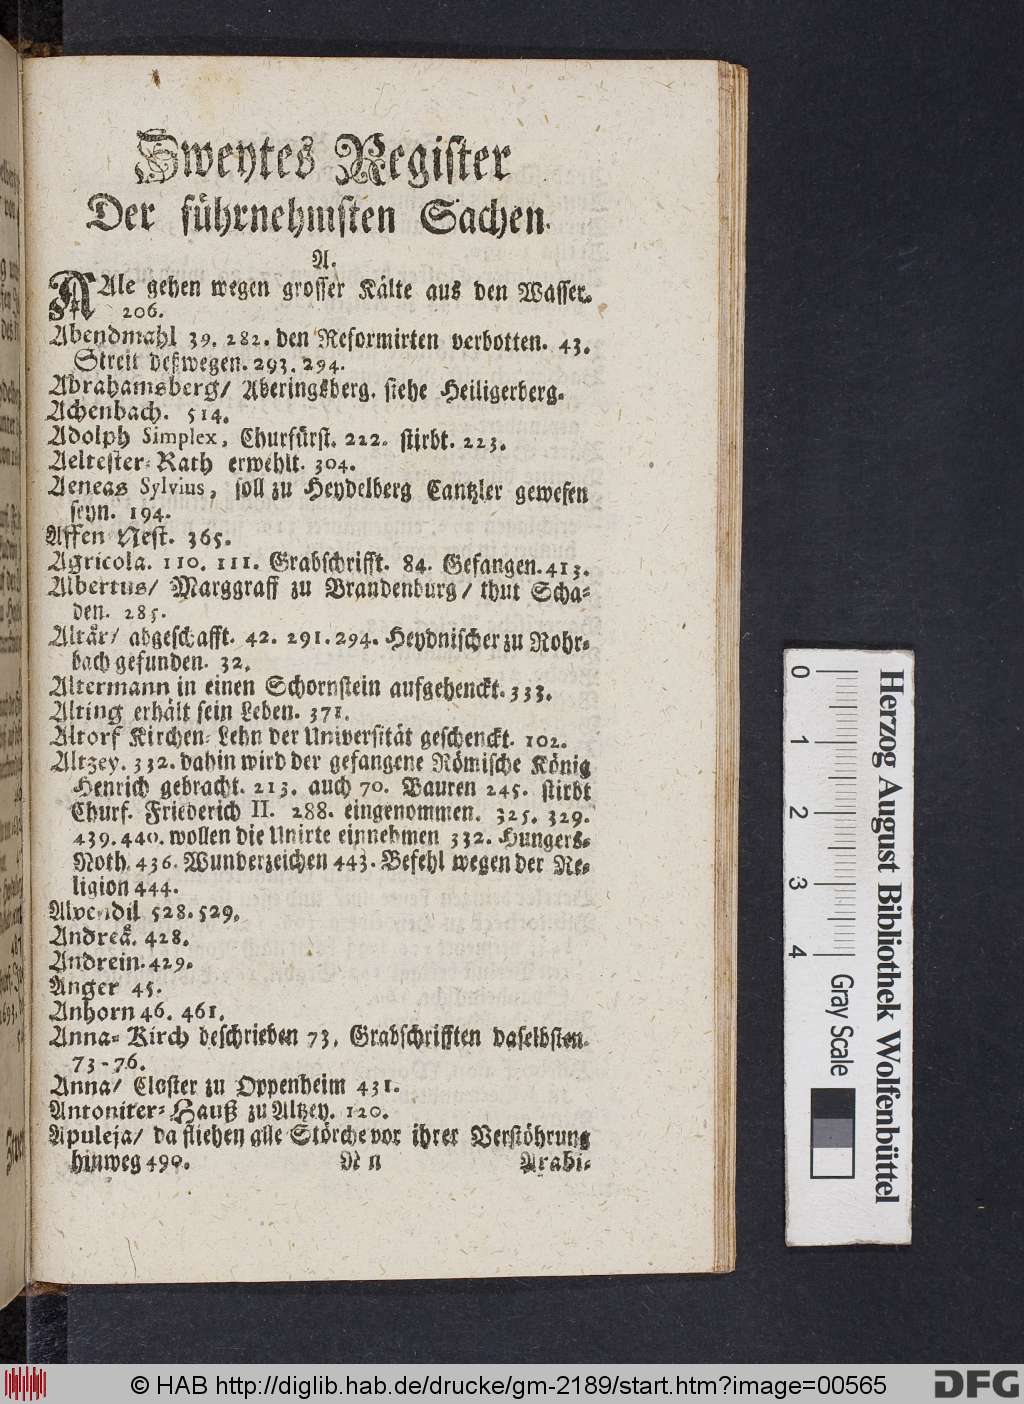 Zweytes Register
Der führnehmsten Sachen.
A.
AAle gehen wegen grosser Kälte aus den Wasser.
206.
Abendmahl 39. 282. den Reformirten verbotten. 43.
Streit deßwegen. 293. 294.
Abrahamsberg/ Aberingsberg. siehe Heiligerberg.
Achenbach. 514.
Adolph Simplex, Churfürst. 222. stirbt. 223.
Aeltester-Rath erwehlt. 304.
Aeneas Sylvius, soll zu Heydelberg Cantzler gewesen
seyn. 194.
Affen Nest. 365.
Agricola. 110. 111. Grabschrifft. 84. Gefangen. 413.
Albertus/ Marggraff zu Brandenburg/ thut Scha-
den. 285.
Altär/ abgeschafft. 42. 291. 294. Heydnischer zu Rohr-
bach gefunden. 32.
Altermann in einen Schornstein aufgehenckt. 333.
Alting erhält sein Leben. 371.
Altorf Kirchen-Lehn der Universität geschenckt. 102.
Altzey. 332. dahin wird der gefangene Römische König
Henrich gebracht. 213. auch 70. Bauren 245. stirbt
Churf. Friederich II. 288. eingenommen. 325. 329.
439. 440. wollen die Unirte einnehmen 332. Hungers-
Noth. 436. Wunderzeichen 443. Befehl wegen der Re-
ligion 444.
Alvendil 528. 529.
Andreä. 428.
Andrein. 429.
Anger 45.
Anhorn 46. 461.
Anna-Kirch beschrieben 73. Grabschrifften daselbsten.
73-76.
Anna/ Closter zu Oppenheim 431.
Antoniter-Hauß zu Altzey. 120.
Apuleja/ da fliehen alle Störche vor ihrer Verstöhrung
hinweg 490.
N n
Arabi-
0 1 2 3 4
Gray Scale
Herzog August Bibliothek Wolfenbüttel
© HAB http://diglib.hab.de/drucke/gm-2189/start.htm?image=00565
DFG